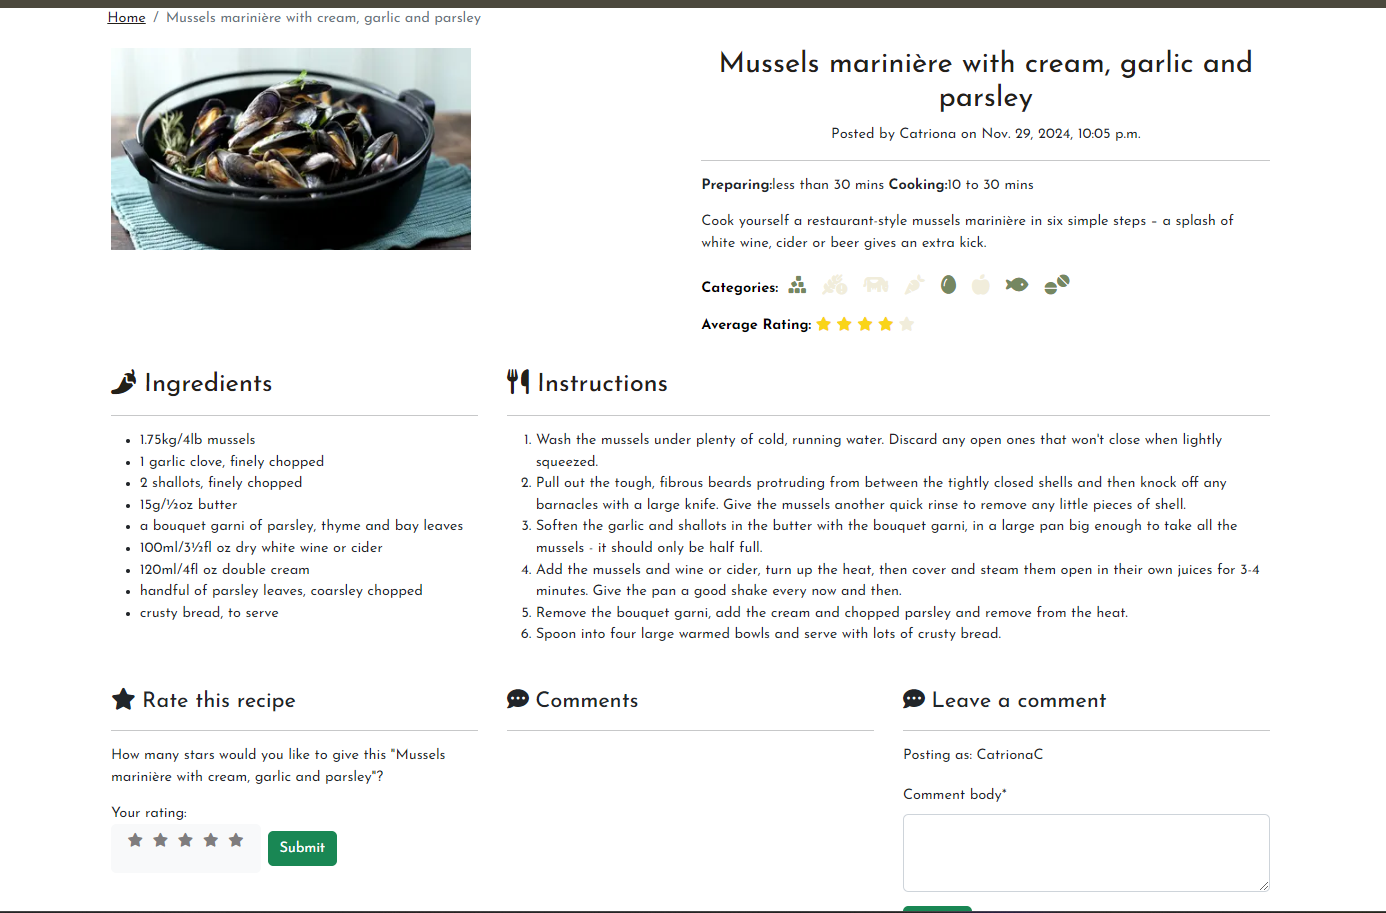 Home / Mussels marinière with cream, garlic and parsley
Mussels marinière with cream, garlic and
parsley
Posted by Catriona on Nov. 29, 2024, 10:05 p.m.
Preparing:less than 30 mins Cooking:10 to 30 mins
Cook yourself a restaurant-style mussels marinière in six simple steps – a splash of
white wine, cider or beer gives an extra kick.
Categories:
Average Rating:
Ingredients
1.75kg/4lb mussels
1 garlic clove, finely chopped
2 shallots, finely chopped
15g/½oz butter
a bouquet garni of parsley, thyme and bay leaves
100ml/3½fl oz dry white wine or cider
120ml/4fl oz double cream
handful of parsley leaves, coarsley chopped
crusty bread, to serve
Instructions
1. Wash the mussels under plenty of cold, running water. Discard any open ones that won't close when lightly
squeezed.
2. Pull out the tough, fibrous beards protruding from between the tightly closed shells and then knock off any
barnacles with a large knife. Give the mussels another quick rinse to remove any little pieces of shell.
3. Soften the garlic and shallots in the butter with the bouquet garni, in a large pan big enough to take all the
mussels - it should only be half full.
4. Add the mussels and wine or cider, turn up the heat, then cover and steam them open in their own juices for 3-4
minutes. Give the pan a good shake every now and then.
5. Remove the bouquet garni, add the cream and chopped parsley and remove from the heat.
6. Spoon into four large warmed bowls and serve with lots of crusty bread.
Rate this recipe
How many stars would you like to give this "Mussels
marinière with cream, garlic and parsley"?
Your rating:
Submit
Comments
Leave a comment
Posting as: CatrionaC
Comment body*